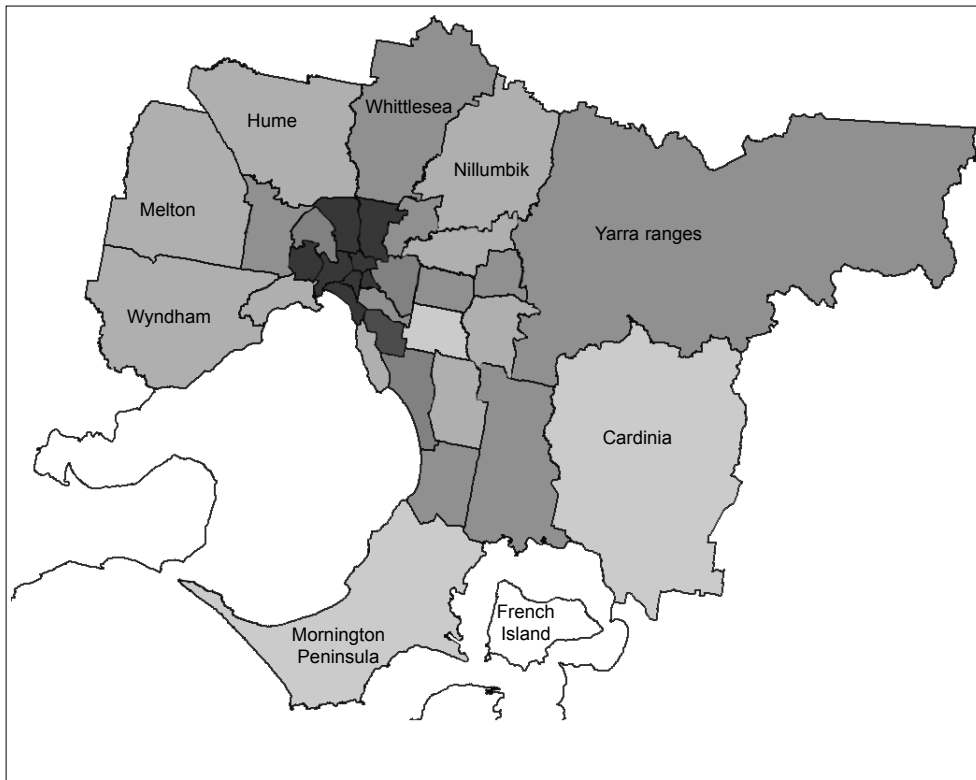 Whittlesea
Hume
Nillumbik
Melton
Yarra ranges
Wyndham
Cardinia
French
Island
Mornington
Peninsula